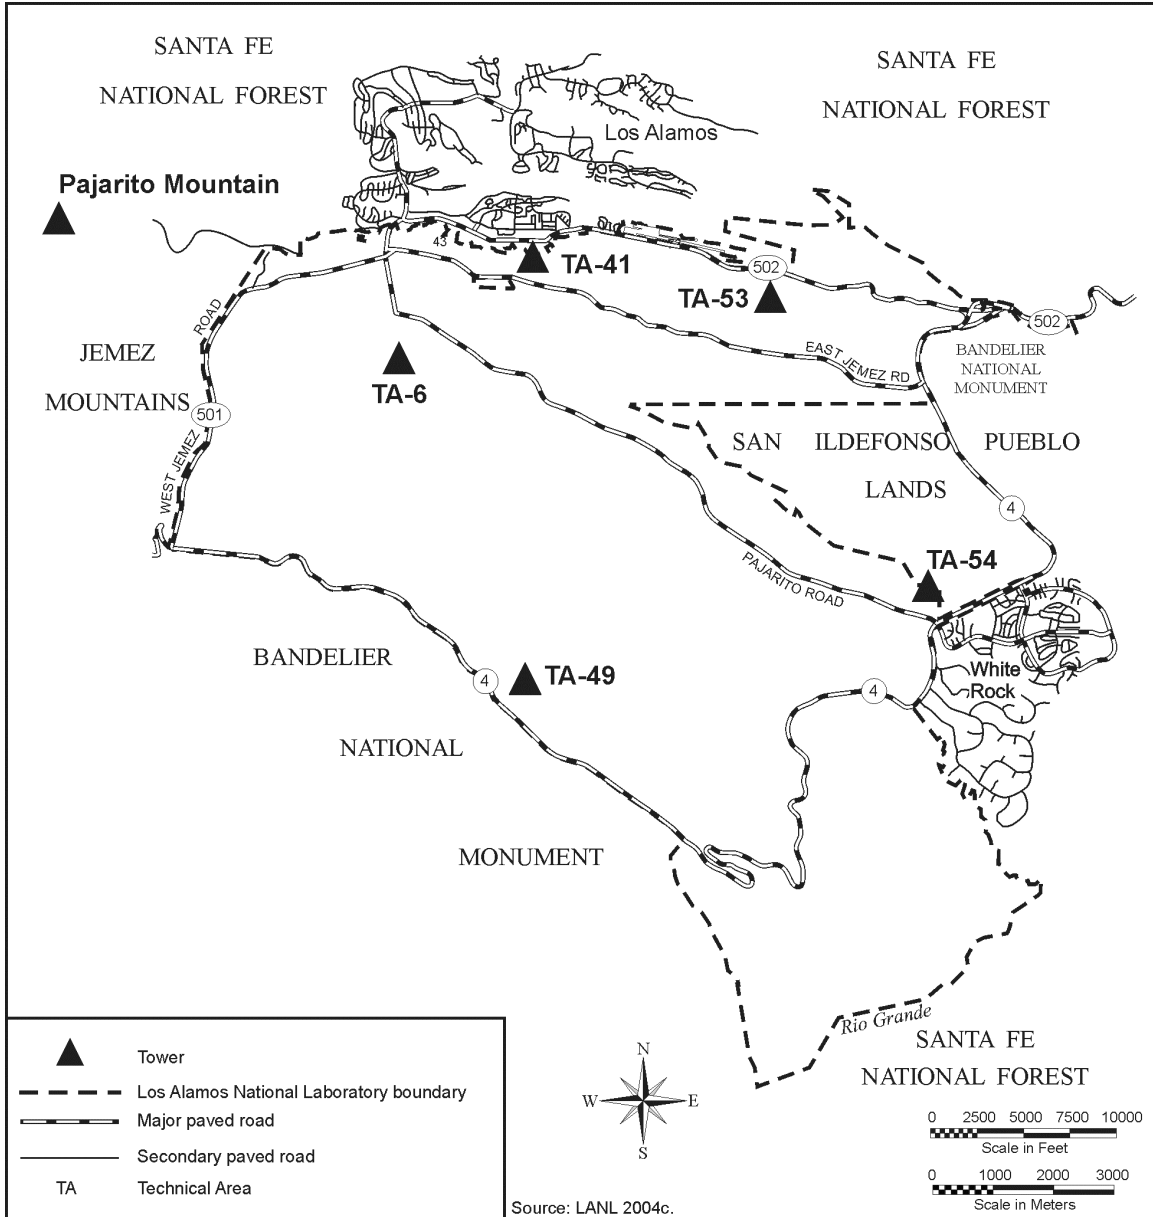 SANTA FE
NATIONAL FOREST
SANTA FE
NATIONAL FOREST
Los Alamos
Pajarito Mountain
43
TA-41
502
TA-53
502
ROAD
JEMEZ
MOUNTAINS
501
WEST JEMEZ
TA-6
EAST JEMEZ RD
BANDELIER
NATIONAL
MONUMENT
SAN ILDEFONSO PUEBLO
LANDS
4
PAJARITO ROAD
TA-54
BANDELIER
4
TA-49
4
White
Rock
NATIONAL
MONUMENT
Rio Grande
SANTA FE
NATIONAL FOREST
Tower
Los Alamos National Laboratory boundary
Major paved road
Secondary paved road
TA Technical Area
N
W E
S
0 2500 5000 7500 10000
Scale in Feet
0 1000 2000 3000
Scale in Meters
Source: LANL 2004c.